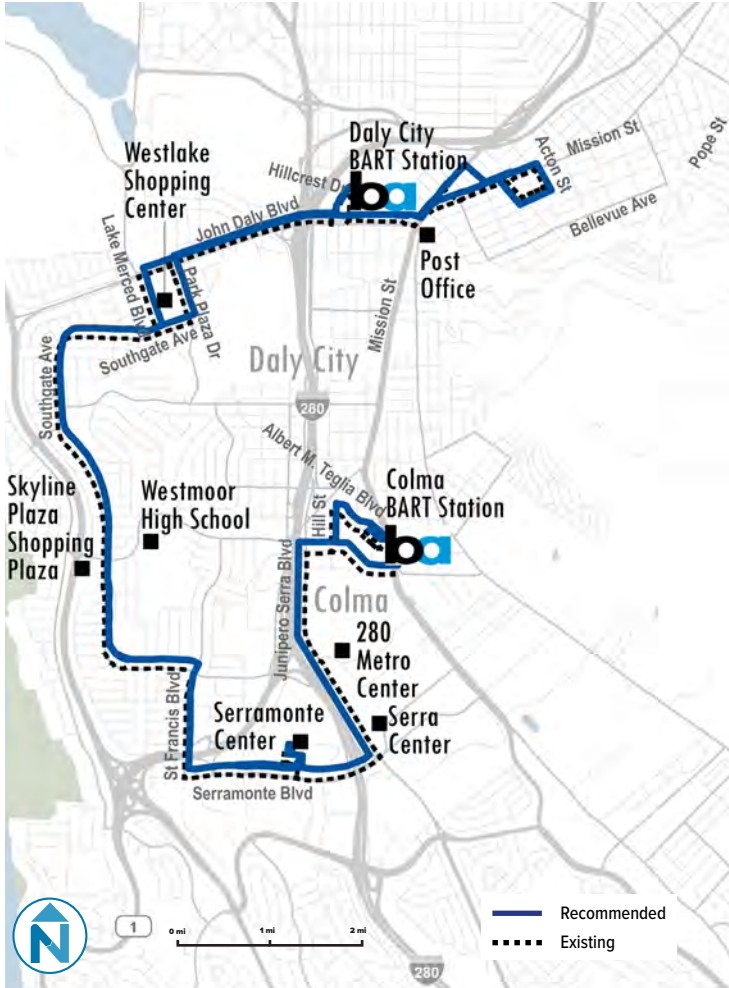 Daly City
BART Station
ba
Westlake
Shopping
Center
Hillcrest Dr
Mission St
Acton St
Pope St
Bellevue Ave
John Daly Blvd
Post
Office
Lake Merced Blvd
Park Plaza Dr
Southgate Ave
Mission St
Daly City
Southgate Ave
280
Albert M. Teglia Blvd
Colma
BART Station
ba
Hill St
Skyline
Plaza
Shopping
Plaza
Westmoor
High School
Junipero Serra Blvd
Colma
280
Metro
Center
Serra
Center
St Francis Blvd
Serramonte
Center
Serramonte Blvd
N
1
0 mi
1 mi
2 mi
Recommended
Existing
280